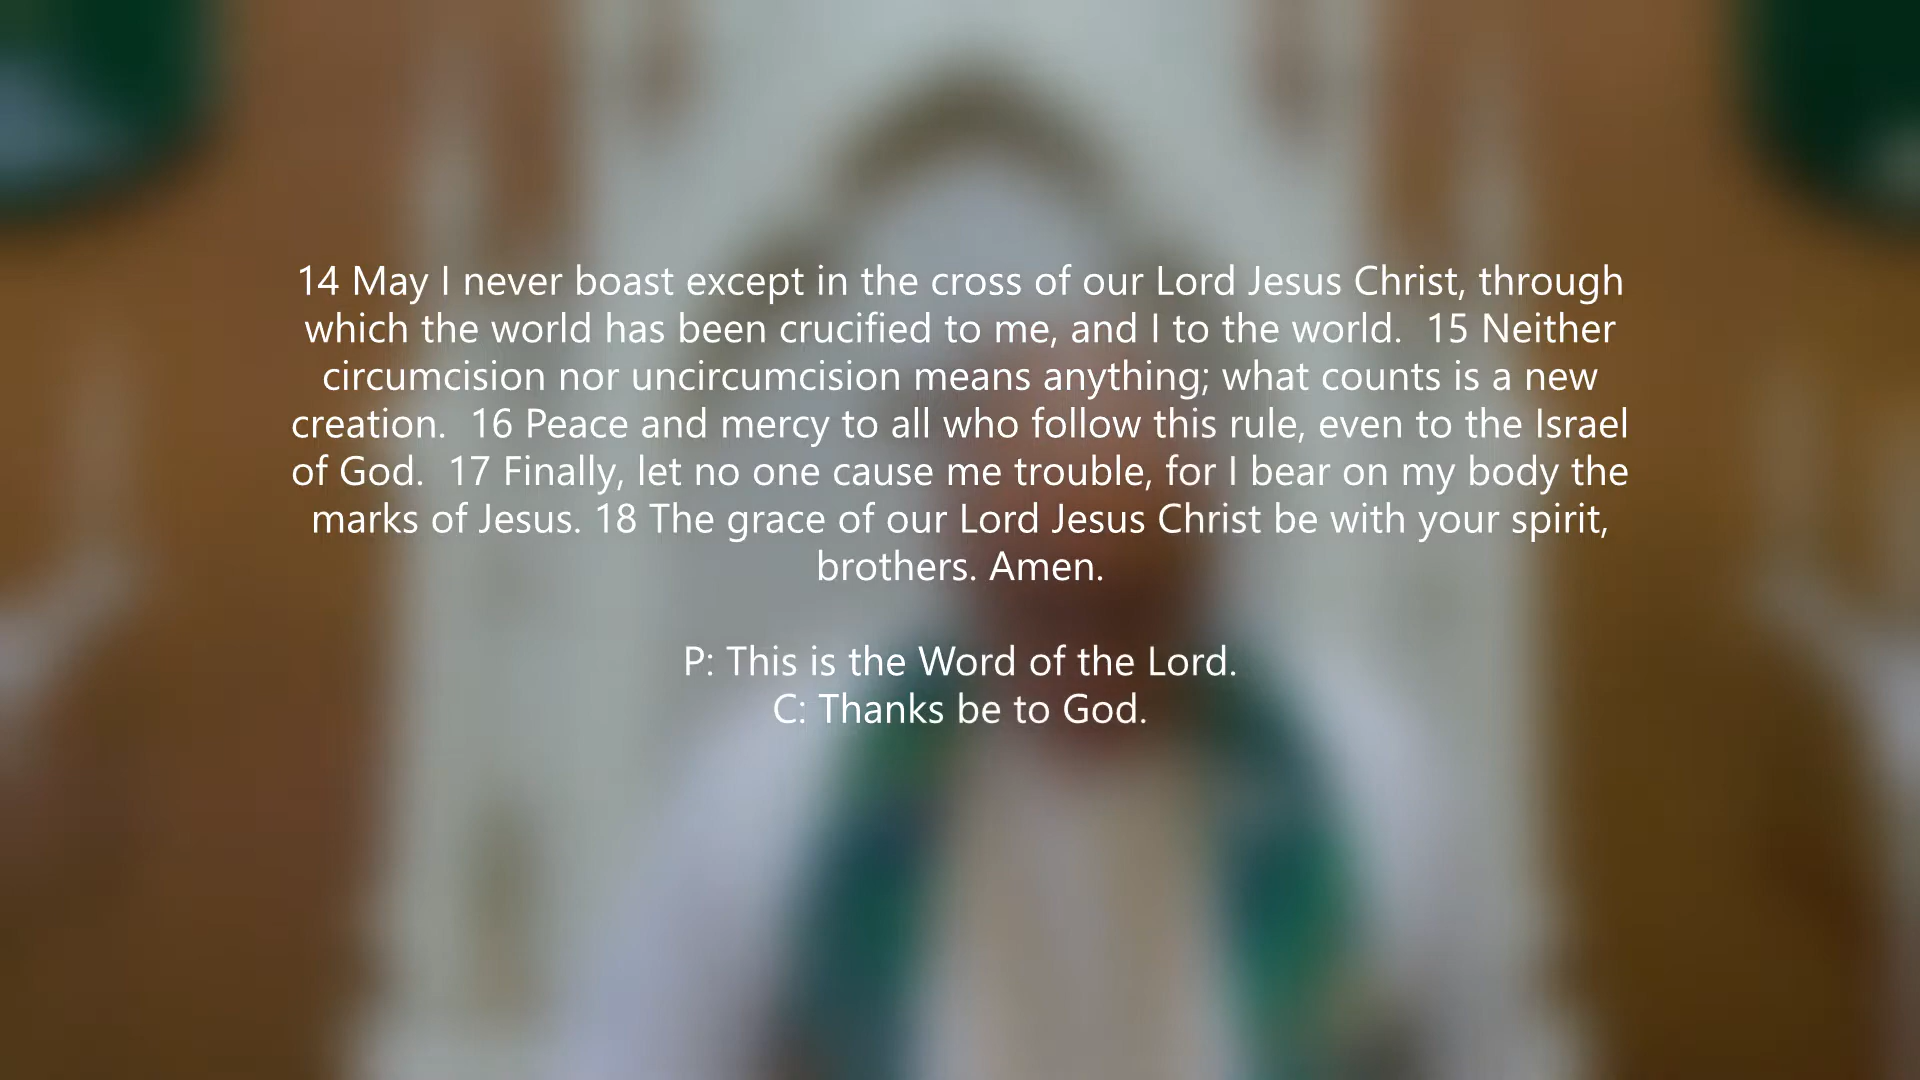 14 May I never boast except in the cross of our Lord Jesus Christ, through
which the world has been crucified to me, and I to the world.  15 Neither
circumcision nor uncircumcision means anything; what counts is a new
creation.  16 Peace and mercy to all who follow this rule, even to the Israel
of God.  17 Finally, let no one cause me trouble, for I bear on my body the
marks of Jesus. 18 The grace of our Lord Jesus Christ be with your spirit,
brothers. Amen.
P: This is the Word of the Lord.
C: Thanks be to God.